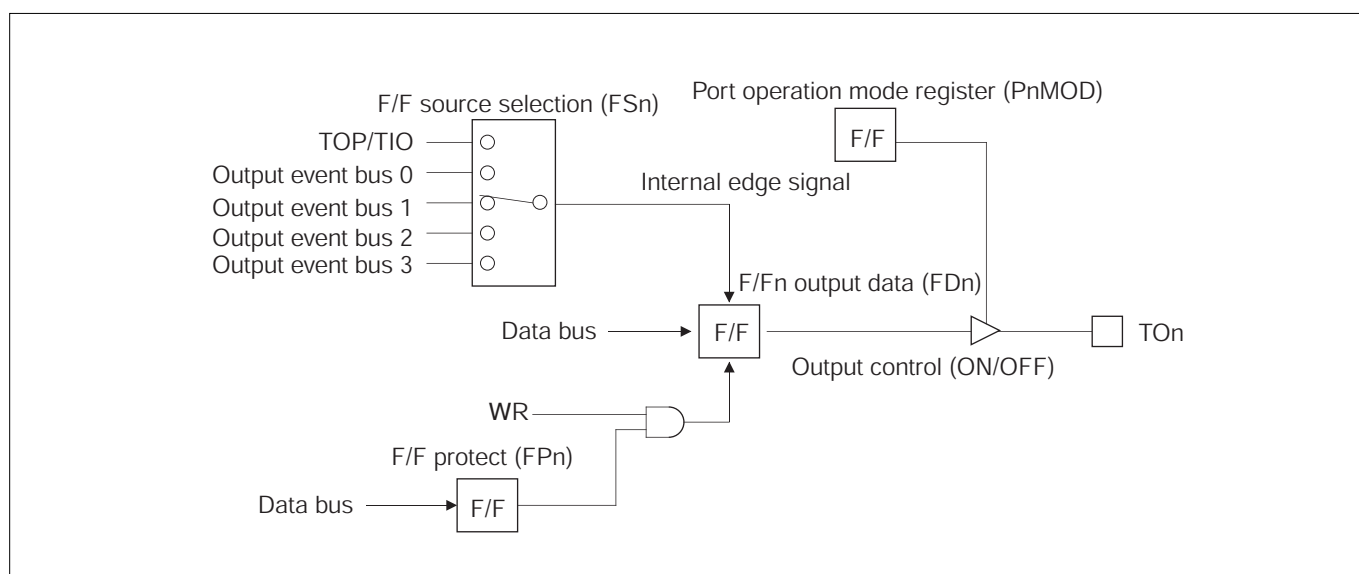 Port operation mode register (PnMOD)
F/F source selection (FSn)
F/F
TOP/TIO
Output event bus 0
Internal edge signal
Output event bus 1
Output event bus 2
Output event bus 3
F/Fn output data (FDn)
Data bus
F/F
TOn
Output control (ON/OFF)
WR
F/F protect (FPn)
Data bus
F/F